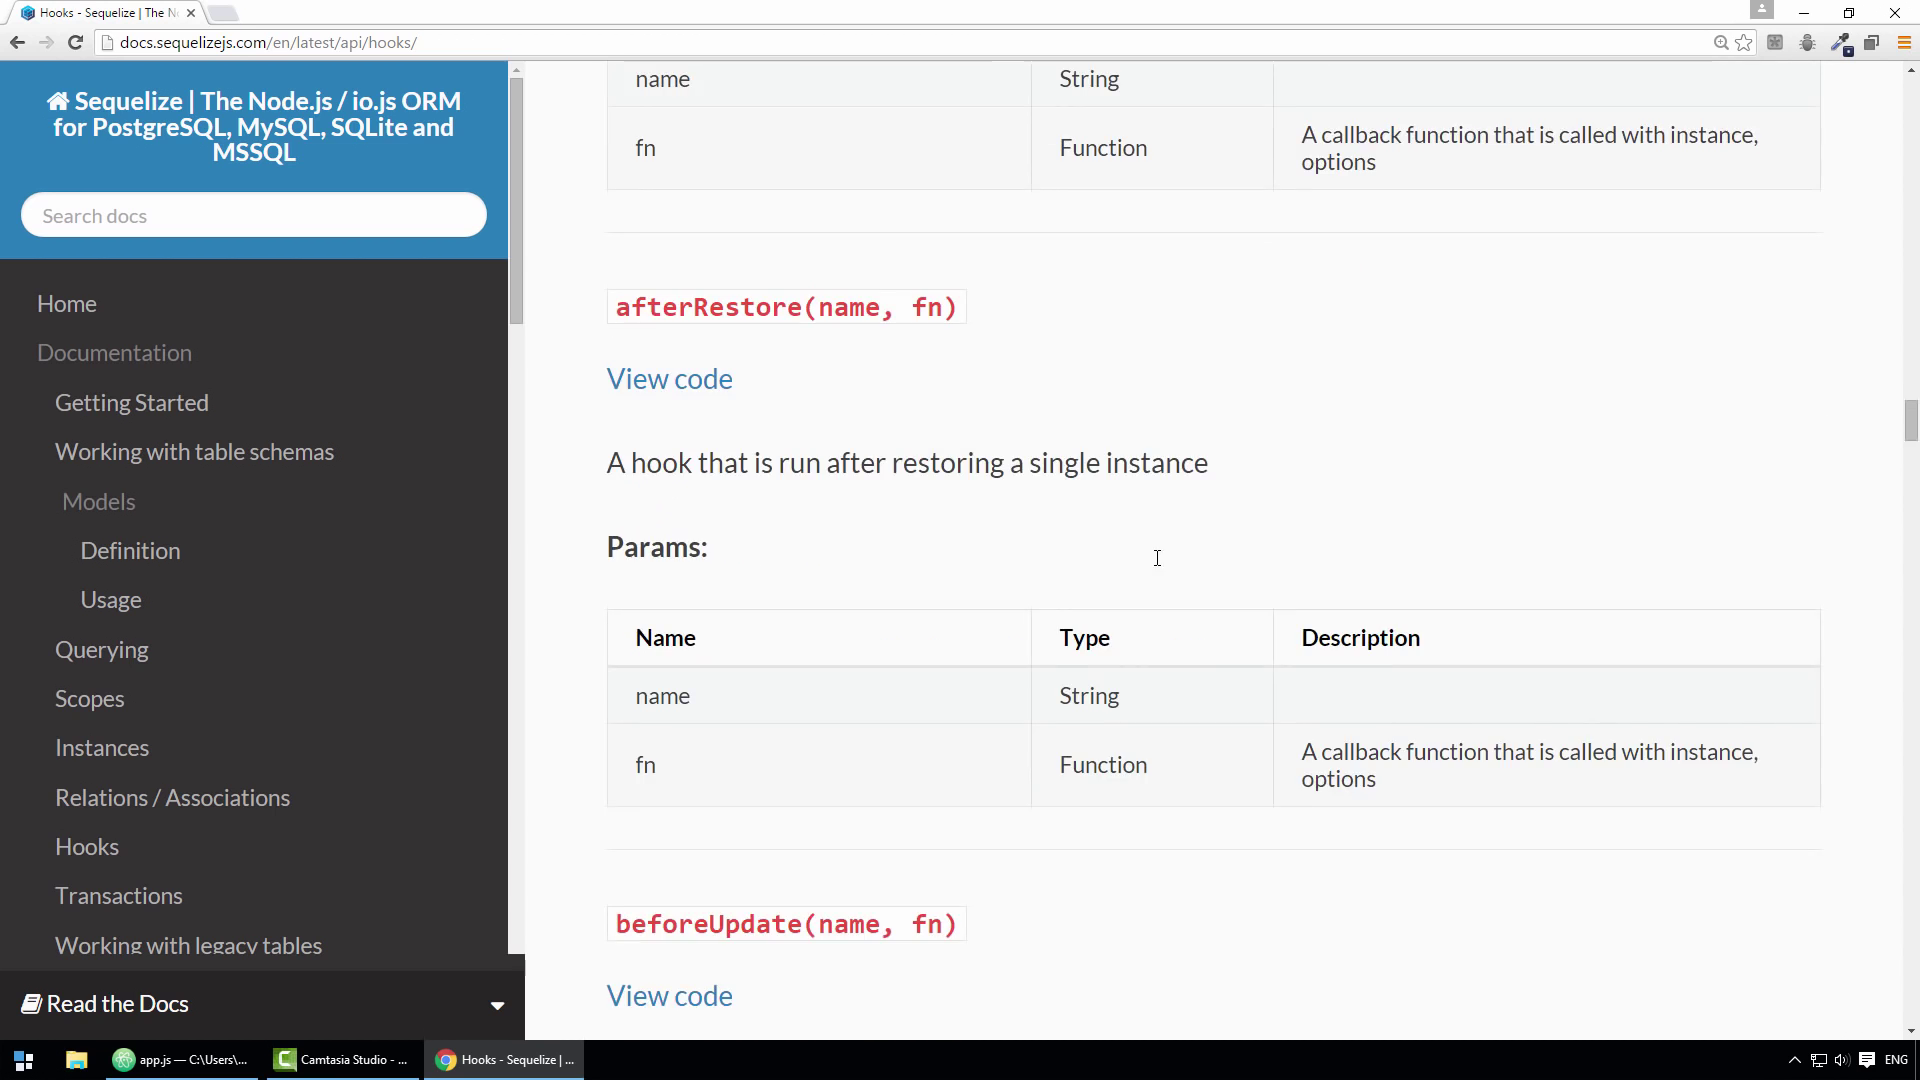 Hooks - Sequelize | The N
docs.sequelizejs.com/en/latest/api/hooks/
Sequelize | The Node.js / io.js ORM
for PostgreSQL, MySQL, SQLite and
MSSQL
Search docs
Home
Documentation
Getting Started
Working with table schemas
Models
Definition
Usage
Querying
Scopes
Instances
Relations / Associations
Hooks
Transactions
Working with legacy tables
Read the Docs
name String
fn Function A callback function that is called with instance,
options
afterRestore(name, fn)
View code
A hook that is run after restoring a single instance
Params:
Name Type Description
name String
fn Function A callback function that is called with instance,
options
beforeUpdate(name, fn)
View code
app.js — C:\Users\...
Camtasia Studio - ...
Hooks - Sequelize | ...
ENG